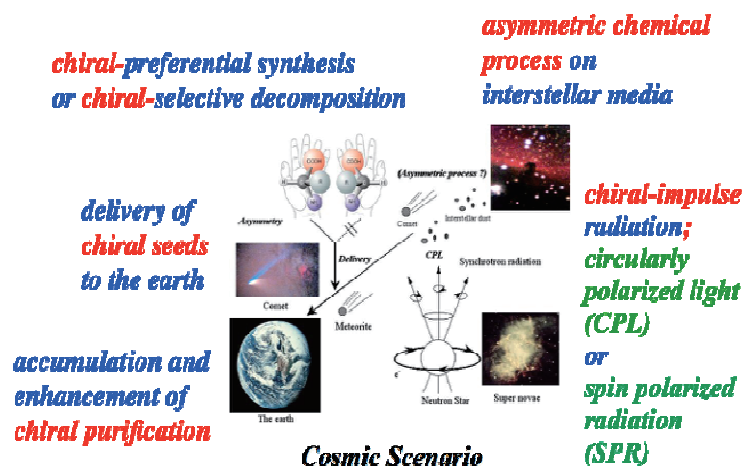 asymmetric chemical
process on
interstellar media
chiral-preferential synthesis
or chiral-selective decomposition
COOH
COOH
(Asymmetric process ?)
Comet
Interstellar dust
chiral-impulse
radiation;
circularly
polarized light
(CPL)
or
spin polarized
radiation
(SPR)
delivery of
chiral seeds
to the earth
Asymmetry
Delivery
CPL
Synchrotron radiation
Comet
Meteorite
accumulation and
enhancement of
chiral purification
e
The earth
Neutron Star
Super novae
Cosmic Scenario